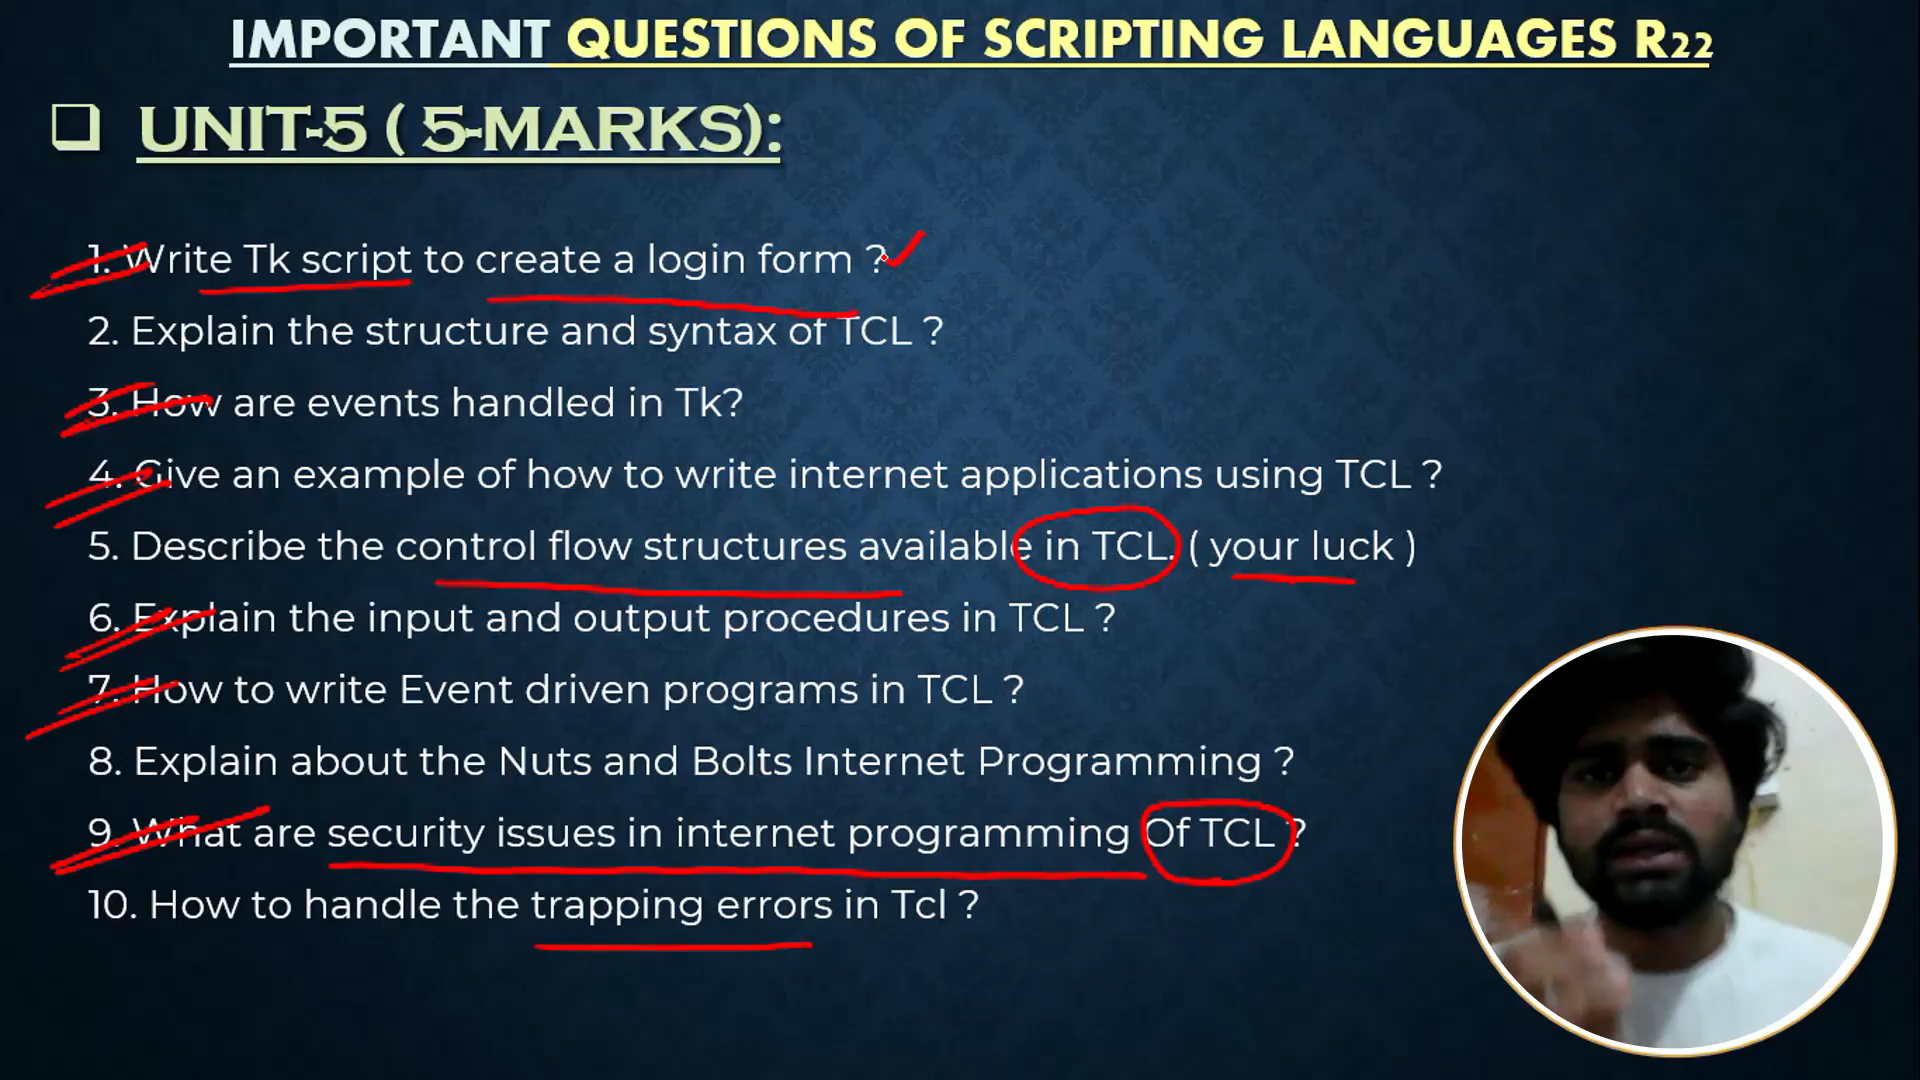 IMPORTANT QUESTIONS OF SCRIPTING LANGUAGES R22
UNIT-5 ( 5-MARKS):
1. Write Tk script to create a login form ?
2. Explain the structure and syntax of TCL ?
3. How are events handled in Tk?
4. Give an example of how to write internet applications using TCL ?
5. Describe the control flow structures available in TCL. ( your luck )
6. Explain the input and output procedures in TCL ?
7. How to write Event driven programs in TCL ?
8. Explain about the Nuts and Bolts Internet Programming ?
9. What are security issues in internet programming Of TCL ?
10. How to handle the trapping errors in Tcl ?